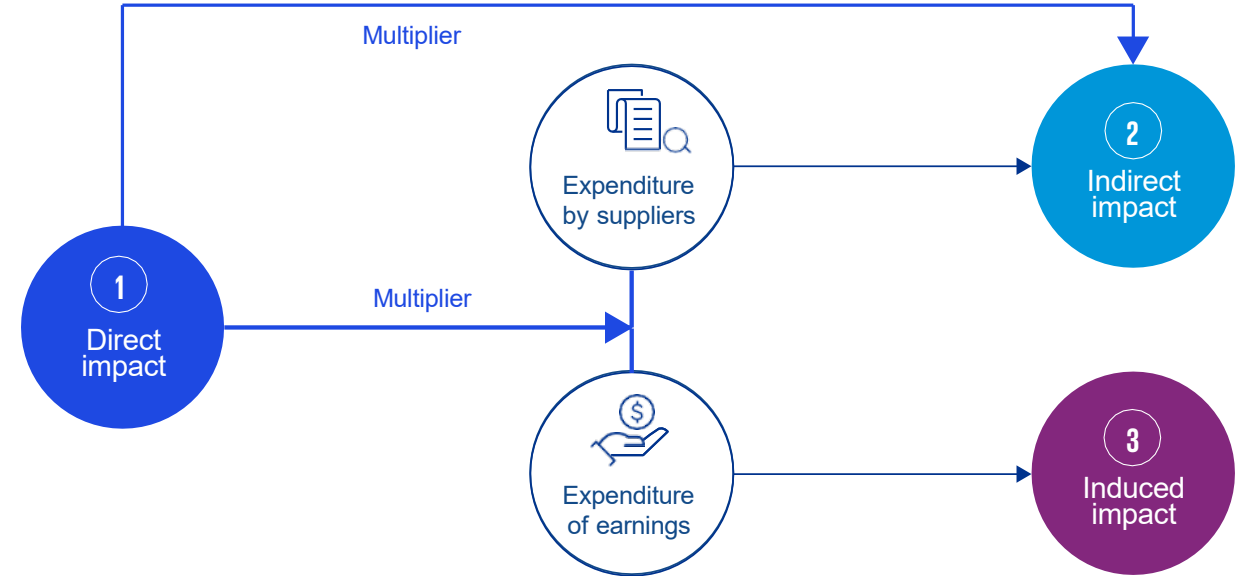 Multiplier
Expenditure
by suppliers
2
Indirect
impact
1
Direct
impact
Multiplier
$
Expenditure
of earnings
3
Induced
impact